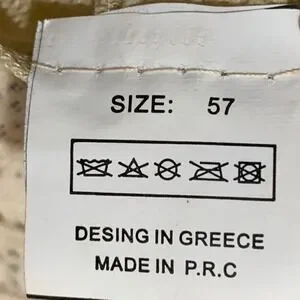 SIZE: 57
DESING IN GREECE
MADE IN P.R.C